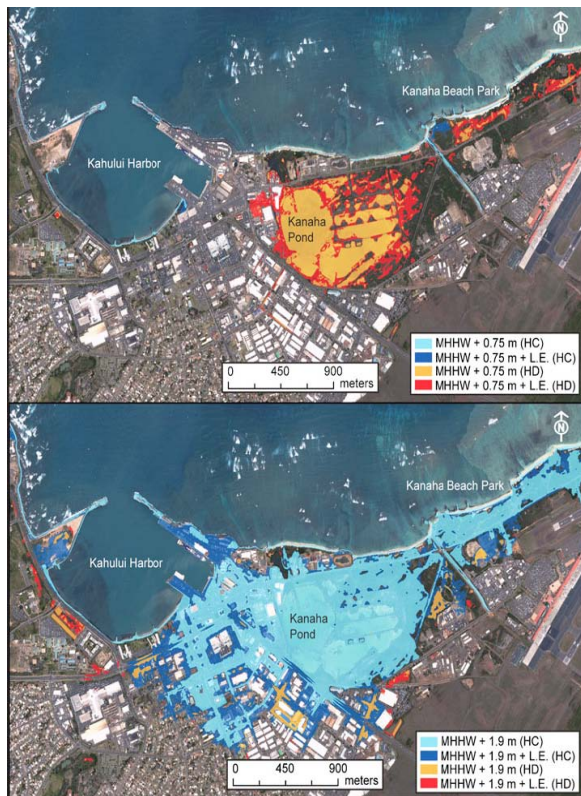 N
Kanaha Beach Park
Kahului Harbor
Kanaha
Pond
MHHW + 0.75 m (HC)
MHHW + 0.75 m + L.E. (HC)
MHHW + 0.75 m (HD)
MHHW + 0.75 m + L.E. (HD)
0 450 900
meters
N
Kanaha Beach Park
Kahului Harbor
Kanaha
Pond
MHHW + 1.9 m (HC)
MHHW + 1.9 m + L.E. (HC)
MHHW + 1.9 m (HD)
MHHW + 1.9 m + L.E. (HD)
0 450 900
meters